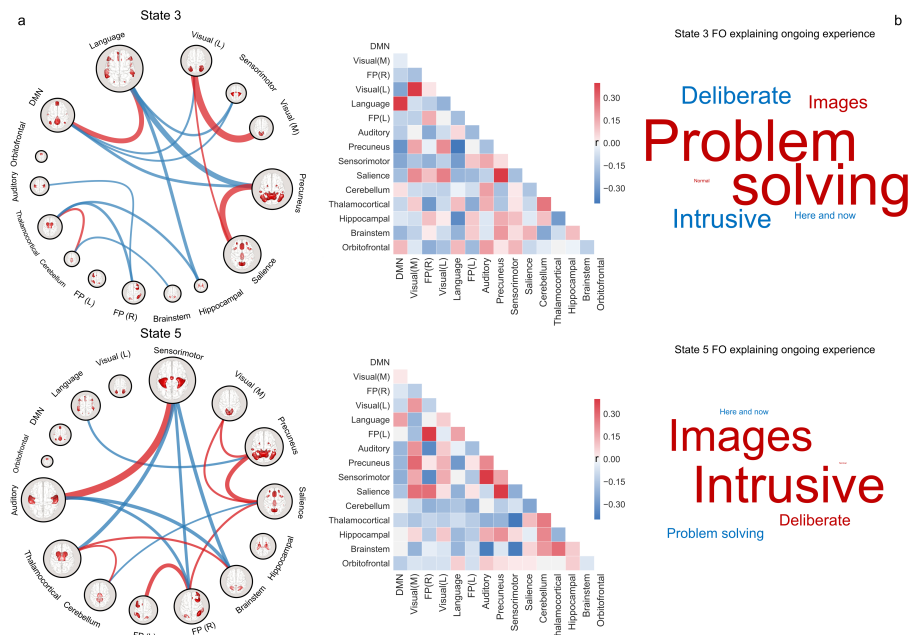 a
b
State 3
Language
Visual (L)
Sensorimotor
Visual (M)
Precuneus
Salience
Hippocampal
Brainstem
FP (R)
FP (L)
Cerebellum
Thalamocortical
Auditory
Orbitofrontal
DMN
DMN
Visual(M)
FP(R)
Visual(L)
Language
FP(L)
Auditory
Precuneus
Sensorimotor
Salience
Cerebellum
Thalamocortical
Hippocampal
Brainstem
Orbitofrontal
DMN
Visual(M)
FP(R)
Visual(L)
Language
FP(L)
Auditory
Precuneus
Sensorimotor
Salience
Cerebellum
Thalamocortical
Hippocampal
Brainstem
Orbitofrontal
0.30
0.15
r 0.00
−0.15
−0.30
State 3 FO explaining ongoing experience
Deliberate Images
Problem
Normal solving
Intrusive Here and now
State 5
Sensorimotor
Visual (M)
Precuneus
Salience
Hippocampal
Brainstem
FP (R)
Cerebellum
Thalamocortical
Auditory
Orbitofrontal
DMN
Language
Visual (L)
DMN
Visual(M)
FP(R)
Visual(L)
Language
FP(L)
Auditory
Precuneus
Sensorimotor
Salience
Cerebellum
Thalamocortical
Hippocampal
Brainstem
Orbitofrontal
DMN
Visual(M)
FP(R)
Visual(L)
Language
FP(L)
Auditory
Precuneus
Sensorimotor
Salience
Cerebellum
Thalamocortical
Hippocampal
Brainstem
Orbitofrontal
0.30
0.15
r 0.00
−0.15
−0.30
State 5 FO explaining ongoing experience
Here and now
Images
Intrusive
Deliberate
Problem solving